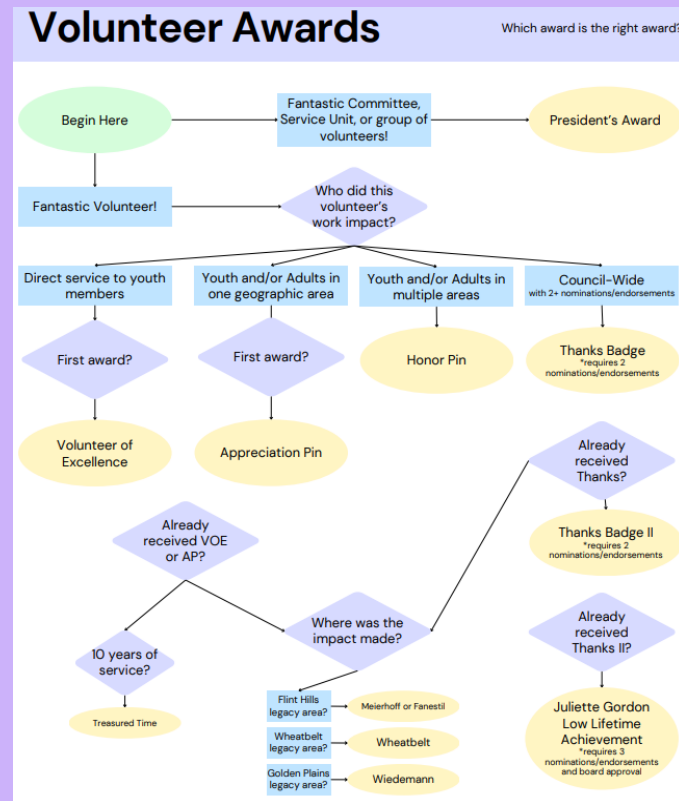 Volunteer Awards
Which award is the right award?
Begin Here
Fantastic Committee,
Service Unit, or group of
volunteers!
President's Award
Fantastic Volunteer!
Who did this
volunteer's
work impact?
Direct service to youth
members
Youth and/or Adults in
one geographic area
Youth and/or Adults in
multiple areas
Council-Wide
with 2+ nominations/endorsements
First award?
First award?
Honor Pin
Thanks Badge
*requires 2
nominations/endorsements
Volunteer of
Excellence
Appreciation Pin
Already
received
Thanks?
Already
received VOE
or AP?
Thanks Badge II
*requires 2
nominations/endorsements
Where was the
impact made?
Already
received
Thanks II?
10 years of
service?
Treasured Time
Flint Hills
legacy area?
Meierhoff or Fanestil
Wheatbelt
legacy area?
Wheatbelt
Golden Plains
legacy area?
Wiedemann
Juliette Gordon
Low Lifetime
Achievement
*requires 3
nominations/endorsements
and board approval